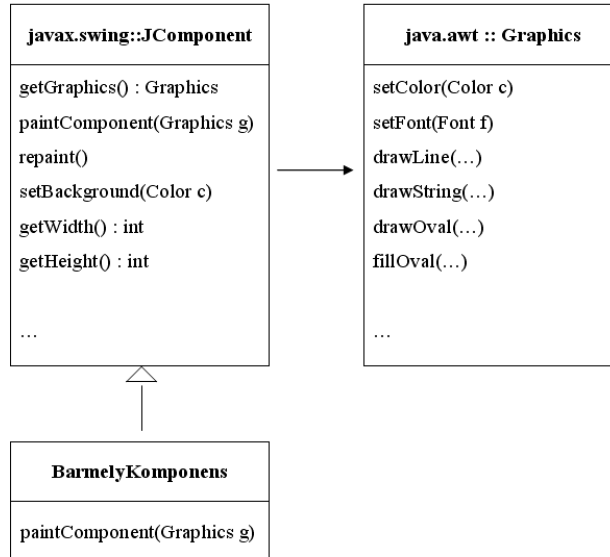 javax.swing::JComponent
getGraphics() : Graphics
paintComponent(Graphics g)
repaint()
setBackground(Color c)
getWidth() : int
getHeight() : int
…
java.awt :: Graphics
setColor(Color c)
setFont(Font f)
drawLine(…)
drawString(…)
drawOval(…)
fillOval(…)
…
BarmelyKomponens
paintComponent(Graphics g)